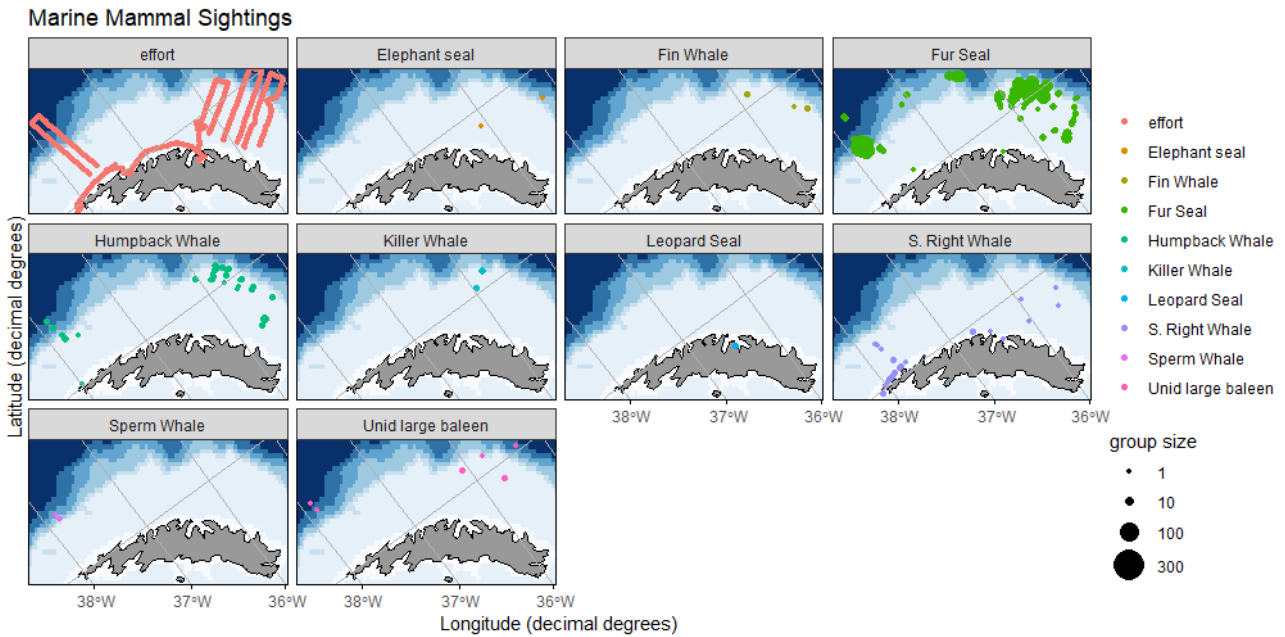 Marine Mammal Sightings
effort
Elephant seal
Fin Whale
Fur Seal
Humpback Whale
Killer Whale
Leopard Seal
S. Right Whale
Sperm Whale
Unid large baleen
38°W 37°W 36°W
38°W 37°W 36°W
38°W 37°W 36°W
38°W 37°W 36°W
Longitude (decimal degrees)
Latitude (decimal degrees)
effort
Elephant seal
Fin Whale
Fur Seal
Humpback Whale
Killer Whale
Leopard Seal
S. Right Whale
Sperm Whale
Unid large baleen
group size
1
10
100
300